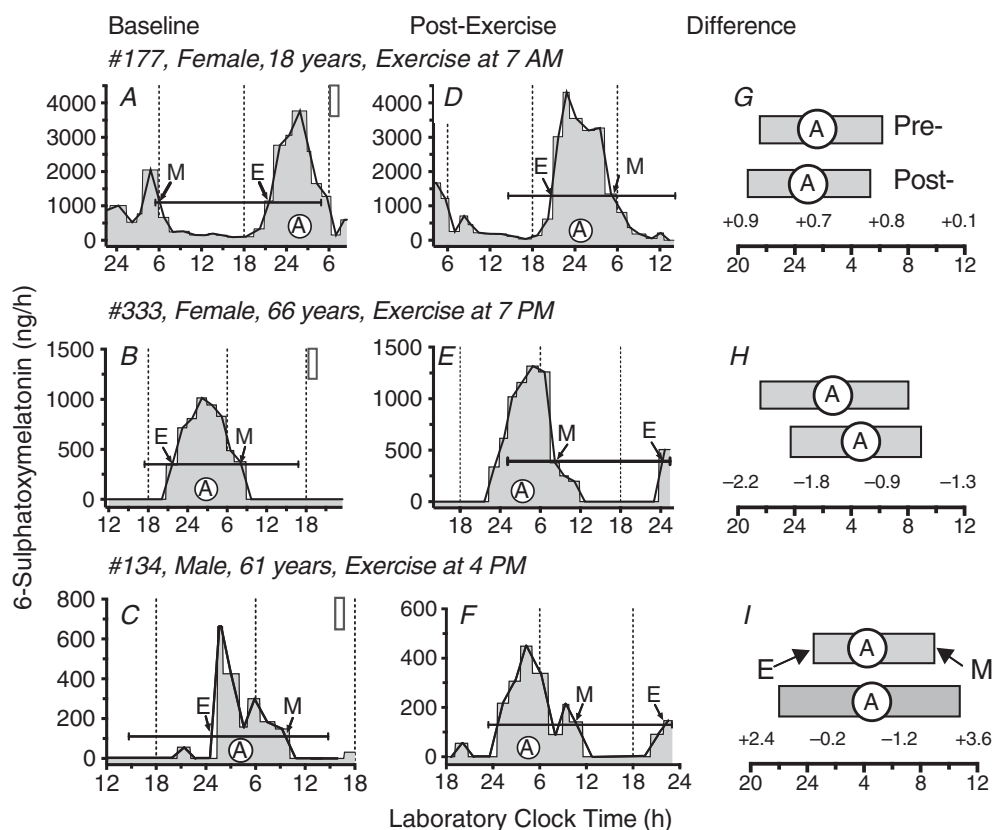 Baseline Post-Exercise Difference
#177, Female,18 years, Exercise at 7 AM
A D G
4000 4000
3000 3000
2000 2000
1000 1000
0 0
M E A
E M A
A Pre-
A Post-
+0.9 +0.7 +0.8 +0.1
24 6 12 18 24 6
6 12 18 24 6 12
20 24 4 8 12
#333, Female, 66 years, Exercise at 7 PM
B E H
1500 1500
1000 1000
500 500
0 0
E M A
M E A
A
A
−2.2 −1.8 −0.9 −1.3
12 18 24 6 12 18
18 24 6 12 18 24
20 24 4 8 12
#134, Male, 61 years, Exercise at 4 PM
C F I
800 600
600 400
400 200
200 0
0
E M A
M E A
E A M
A
+2.4 −0.2 −1.2 +3.6
12 18 24 6 12 18
18 24 6 12 18 24
20 24 4 8 12
6-Sulphatoxymelatonin (ng/h)
Laboratory Clock Time (h)